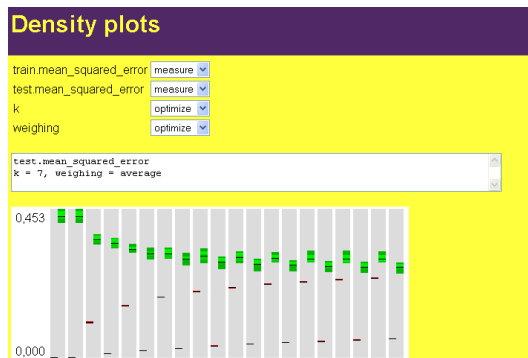 Density plots
train.mean_squared_error measure
test.mean_squared_error measure
k optimize
weighing optimize
test.mean_squared_error
k = 7, weighing = average
0,453
0,000